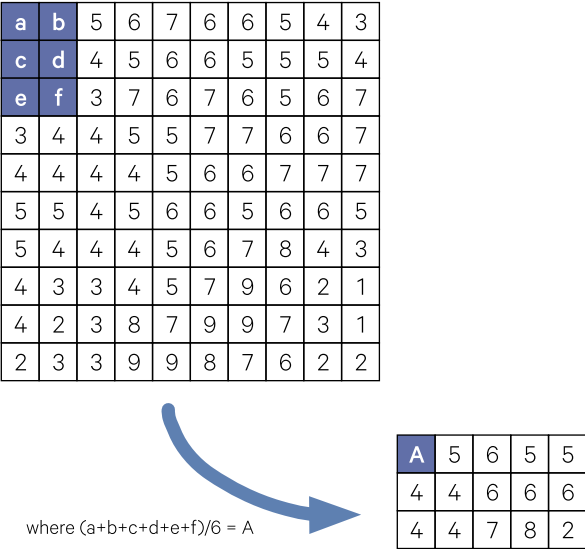 a b 5 6 7 6 6 5 4 3
c d 4 5 6 6 5 5 5 4
e f 3 7 6 7 6 5 6 7
3 4 4 5 5 7 7 6 6 7
4 4 4 4 5 6 6 7 7 7
5 5 4 5 6 6 5 6 6 5
5 4 4 4 5 6 7 8 4 3
4 3 3 4 5 7 9 6 2 1
4 2 3 8 7 9 9 7 3 1
2 3 3 9 9 8 7 6 2 2
A 5 6 5 5
4 4 6 6 6
4 4 7 8 2
where (a+b+c+d+e+f)/6 = A